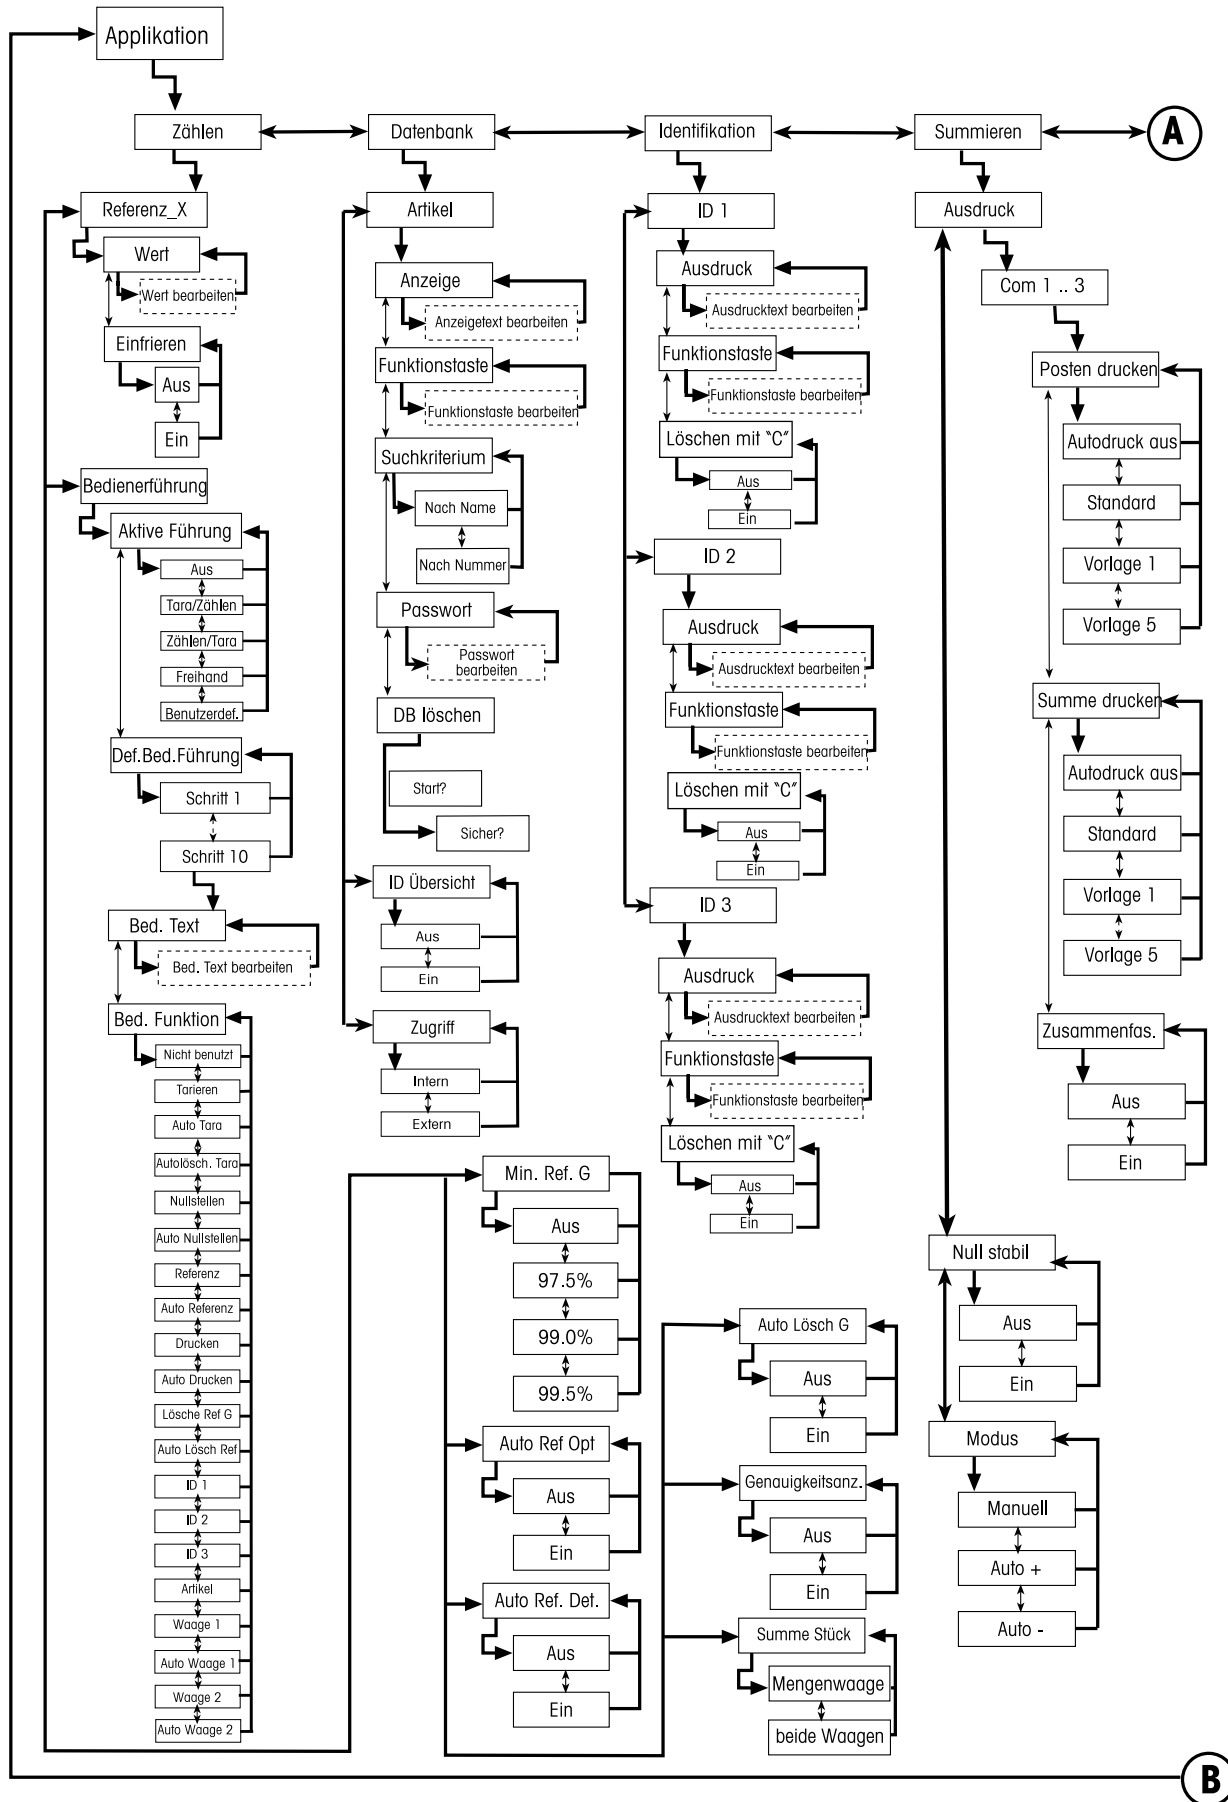 Applikation
Zählen
Datenbank
Identifikation
Summieren
A
Referenz_X
Wert
Wert bearbeiten
Einfrieren
Aus
Ein
Bedienerführung
Aktive Führung
Aus
Tara/Zählen
Zählen/Tara
Freihand
Benutzerdef.
Def.Bed.Führung
Schritt 1
Schritt 10
Bed. Text
Bed. Text bearbeiten
Bed. Funktion
Nicht benutzt
Tarieren
Auto Tara
Autolösch. Tara
Nullstellen
Auto Nullstellen
Referenz
Auto Referenz
Drucken
Auto Drucken
Lösche Ref G
Auto Lösch Ref
ID 1
ID 2
ID 3
Artikel
Waage 1
Auto Waage 1
Waage 2
Auto Waage 2
Artikel
Anzeige
Anzeigetext bearbeiten
Funktionstaste
Funktionstaste bearbeiten
Suchkriterium
Nach Name
Nach Nummer
Passwort
Passwort
bearbeiten
DB löschen
Start?
Sicher?
ID Übersicht
Aus
Ein
Zugriff
Intern
Extern
Min. Ref. G
Aus
97.5%
99.0%
99.5%
Auto Ref Opt
Aus
Ein
Auto Ref. Det.
Aus
Ein
ID 1
Ausdruck
Ausdrucktext bearbeiten
Funktionstaste
Funktionstaste bearbeiten
Löschen mit "C"
Aus
Ein
ID 2
Ausdruck
Ausdrucktext bearbeiten
Funktionstaste
Funktionstaste bearbeiten
Löschen mit "C"
Aus
Ein
ID 3
Ausdruck
Ausdrucktext bearbeiten
Funktionstaste
Funktionstaste bearbeiten
Löschen mit "C"
Aus
Ein
Auto Lösch G
Aus
Ein
Genauigkeitsanz.
Aus
Ein
Summe Stück
Mengenwaage
beide Waagen
Ausdruck
Com 1 .. 3
Posten drucken
Autodruck aus
Standard
Vorlage 1
Vorlage 5
Summe drucken
Autodruck aus
Standard
Vorlage 1
Vorlage 5
Zusammenfas.
Aus
Ein
Null stabil
Aus
Ein
Modus
Manuell
Auto +
Auto -
B